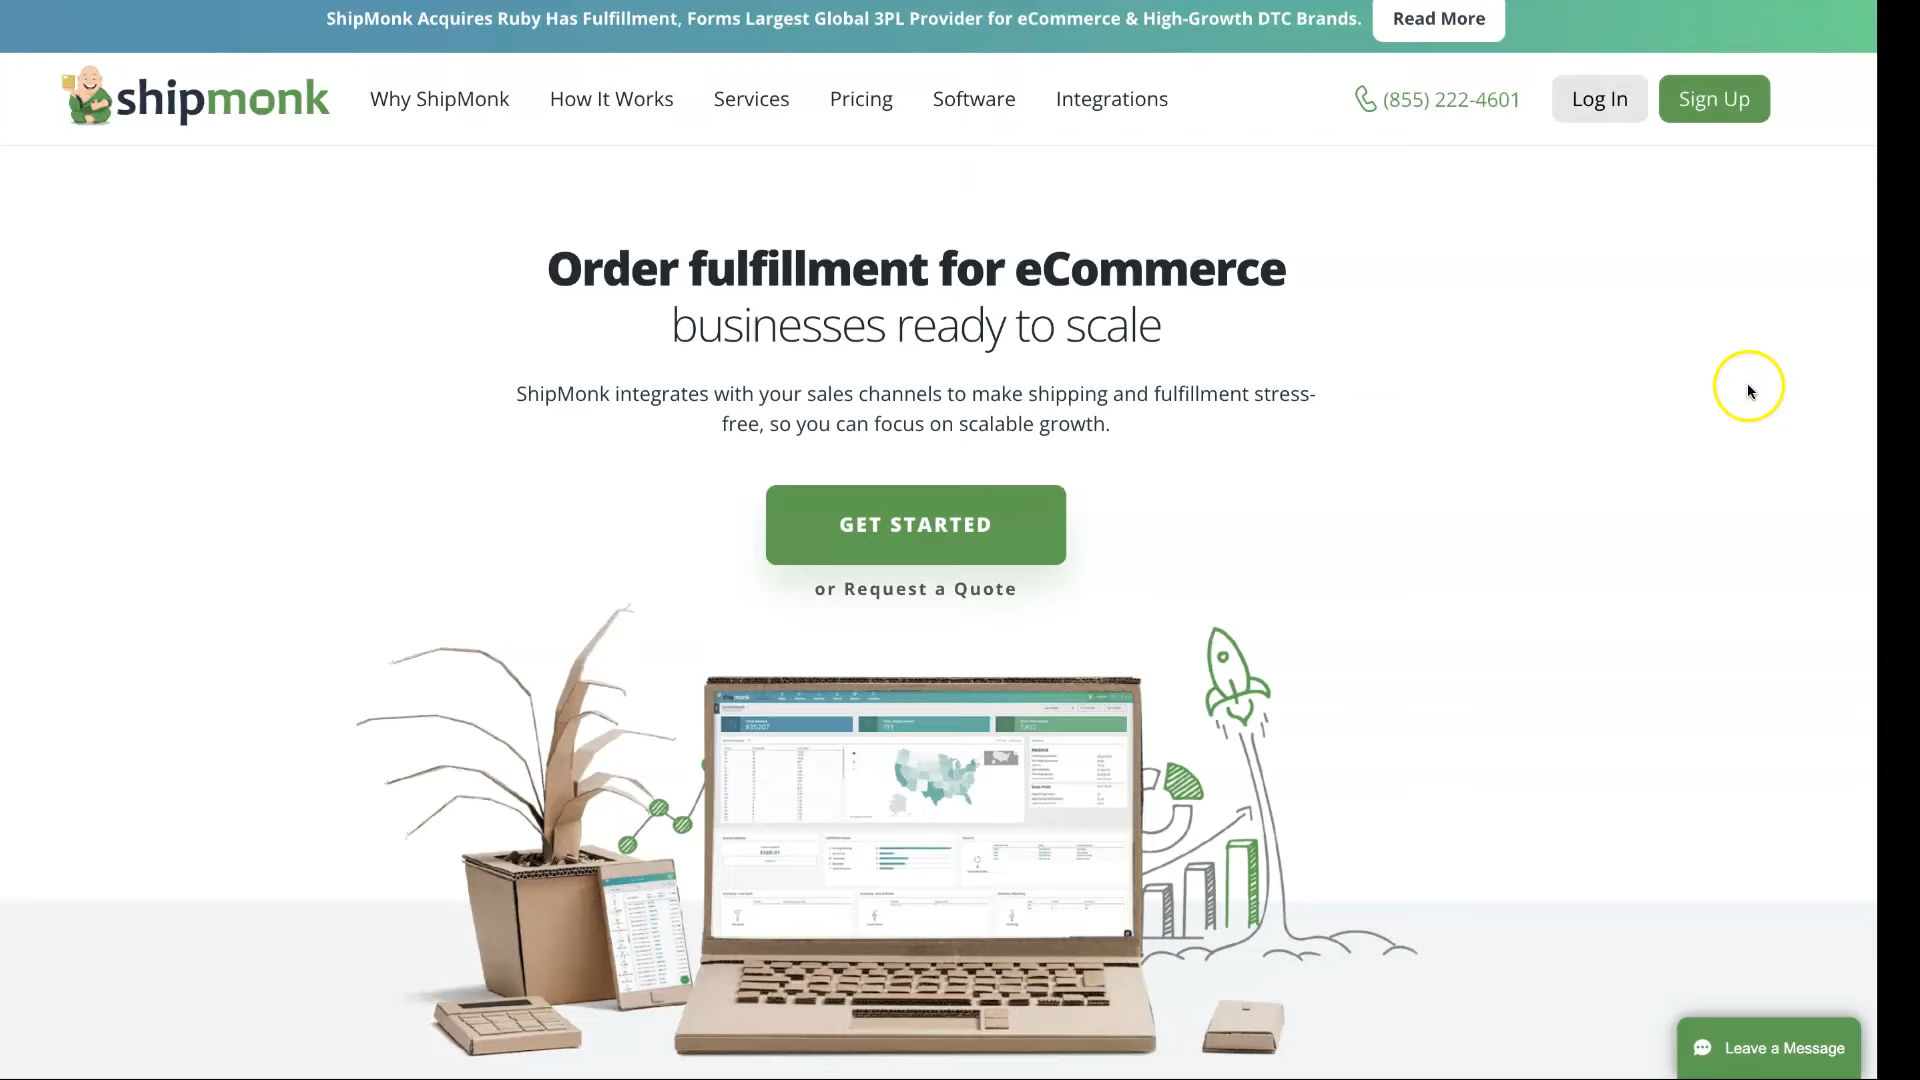 ShipMonk Acquires Ruby Has Fulfillment, Forms Largest Global 3PL Provider for eCommerce & High-Growth DTC Brands. Read More
shipmonk Why ShipMonk How It Works Services Pricing Software Integrations (855) 222-4601 Log In Sign Up
Order fulfillment for eCommerce
businesses ready to scale
ShipMonk integrates with your sales channels to make shipping and fulfillment stress-
free, so you can focus on scalable growth.
GET STARTED
or Request a Quote
Leave a Message